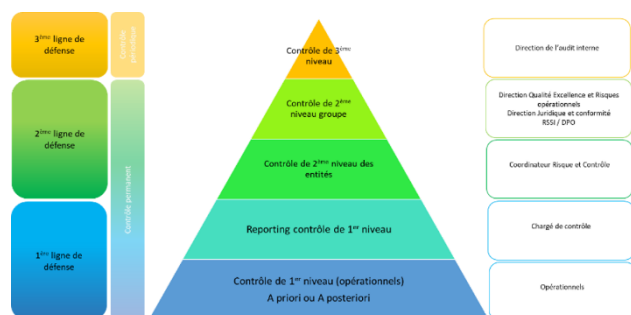 3ème ligne de
défense
Contrôle
périodique
Contrôle de 3ème
niveau
Direction de l'audit interne
2ème ligne de
défense
Contrôle permanent
Contrôle de 2ème
niveau groupe
Direction Qualité Excellence et Risques
opérationnels
Direction Juridique et conformité
RSSI / DPO
Contrôle de 2ème niveau des
entités
Coordinateur Risque et Contrôle
1ère ligne de
défense
Reporting contrôle de 1er niveau
Chargé de contrôle
Contrôle de 1er niveau (opérationnels)
A priori ou A posteriori
Opérationnels